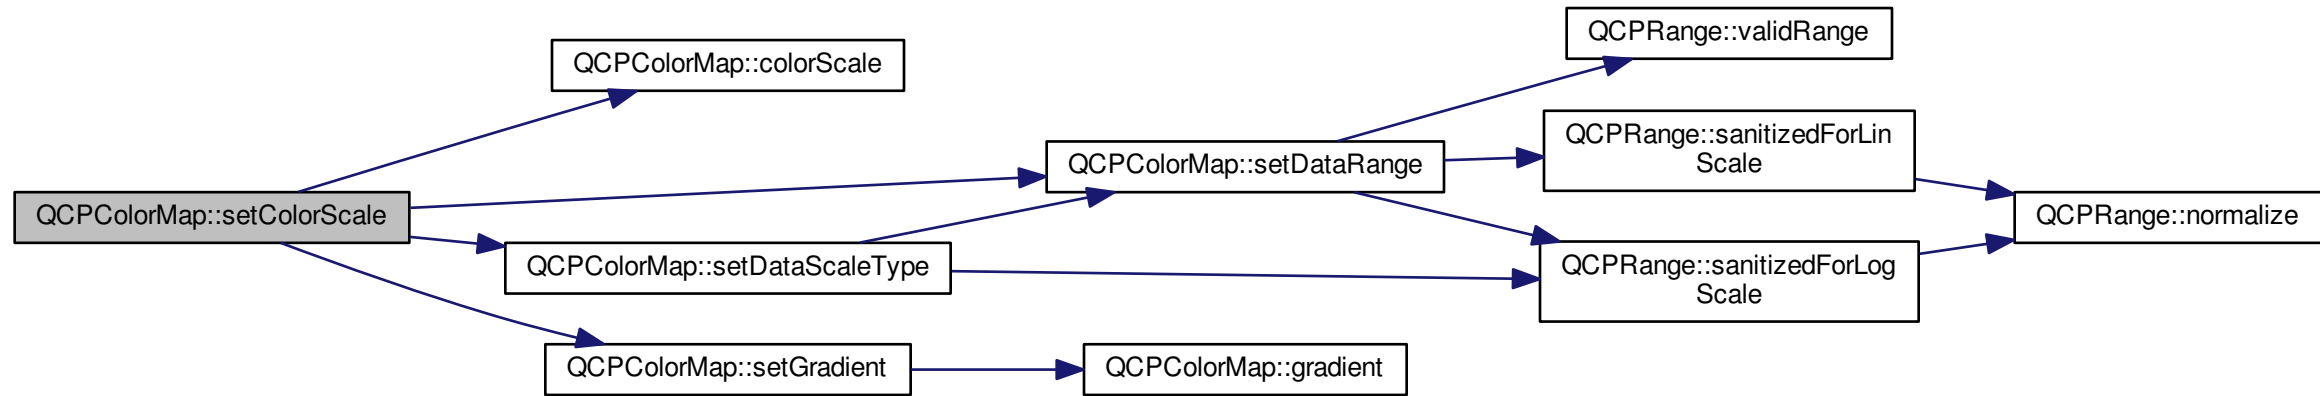 QCPRange::validRange
QCPColorMap::colorScale
QCPRange::sanitizedForLin
Scale
QCPColorMap::setDataRange
QCPColorMap::setColorScale
QCPRange::normalize
QCPColorMap::setDataScaleType
QCPRange::sanitizedForLog
Scale
QCPColorMap::setGradient
QCPColorMap::gradient